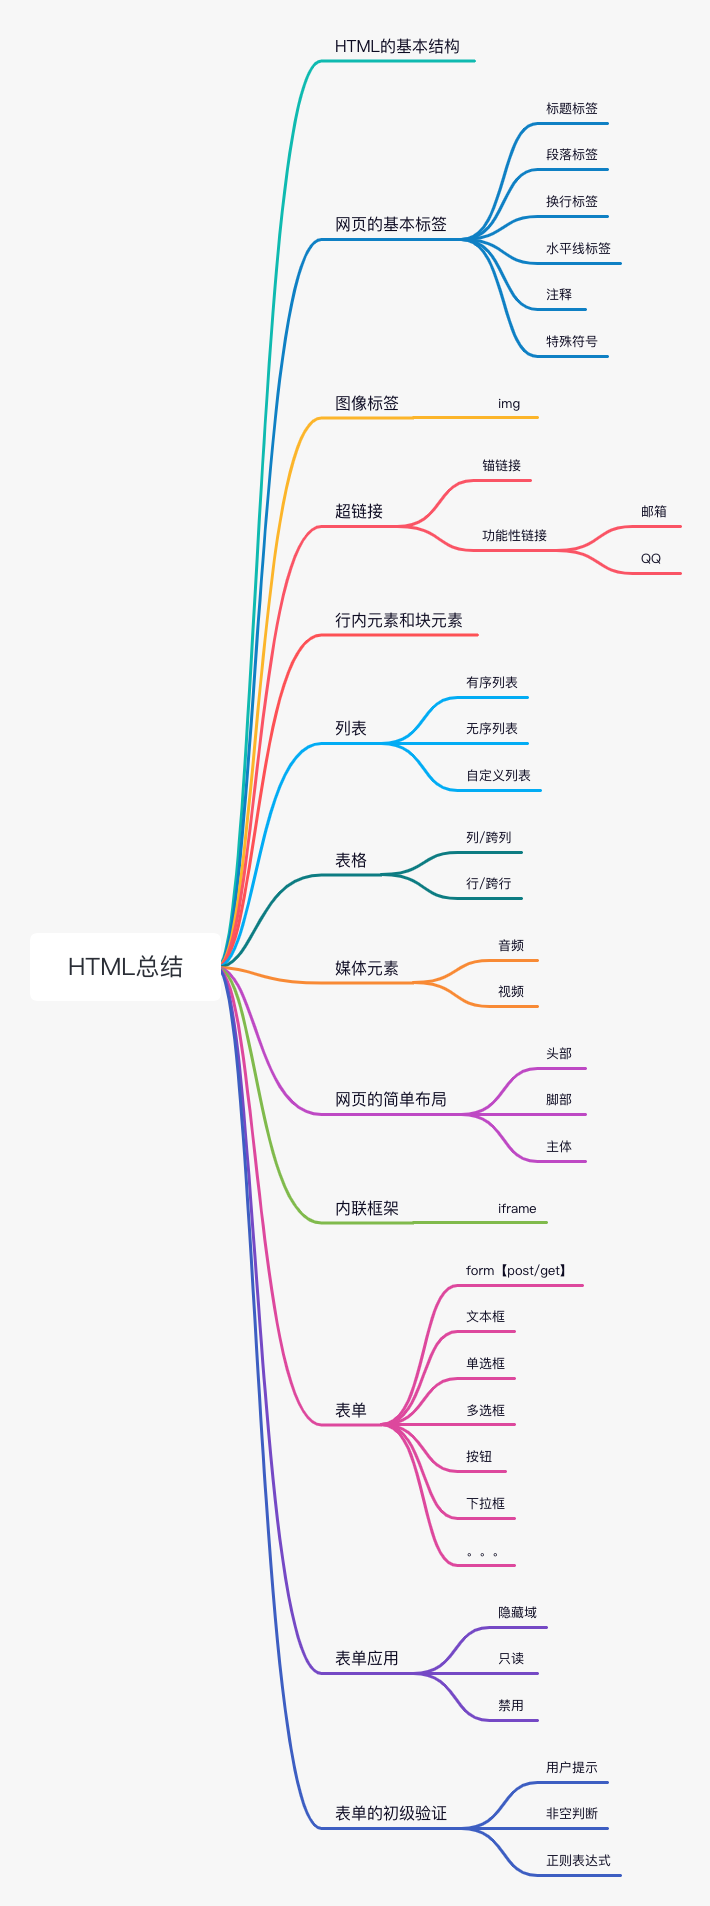 HTML总结
HTML的基本结构
网页的基本标签
标题标签
段落标签
换行标签
水平线标签
注释
特殊符号
图像标签
img
超链接
锚链接
功能性链接
邮箱
QQ
行内元素和块元素
列表
有序列表
无序列表
自定义列表
表格
列/跨列
行/跨行
媒体元素
音频
视频
网页的简单布局
头部
脚部
主体
内联框架
iframe
表单
form【post/get】
文本框
单选框
多选框
按钮
下拉框
。。。
表单应用
隐藏域
只读
禁用
表单的初级验证
用户提示
非空判断
正则表达式